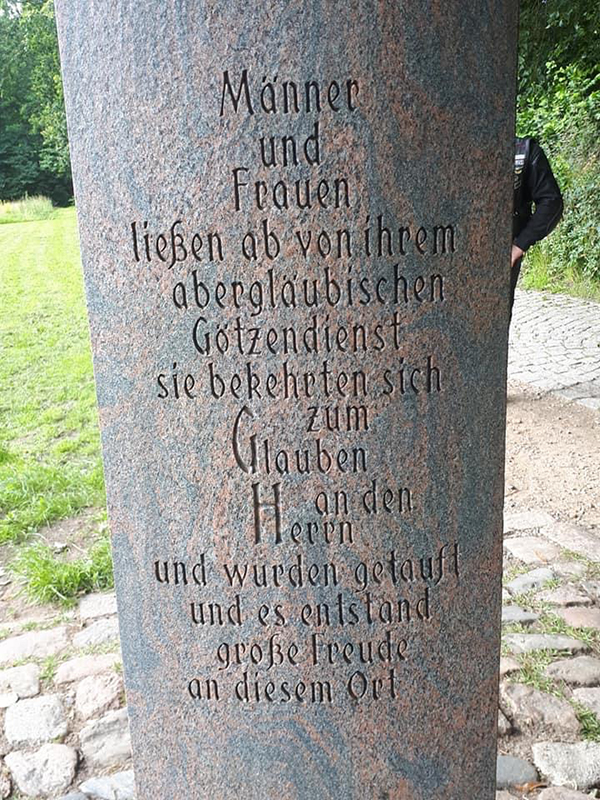 Männer
und
Frauen
ließen ab von ihrem
abergläubischen
Götzendienst
sie bekehrten sich
zum
Glauben
an den
Herrn
und wurden getauft
und es entstand
große Freude
an diesem Ort